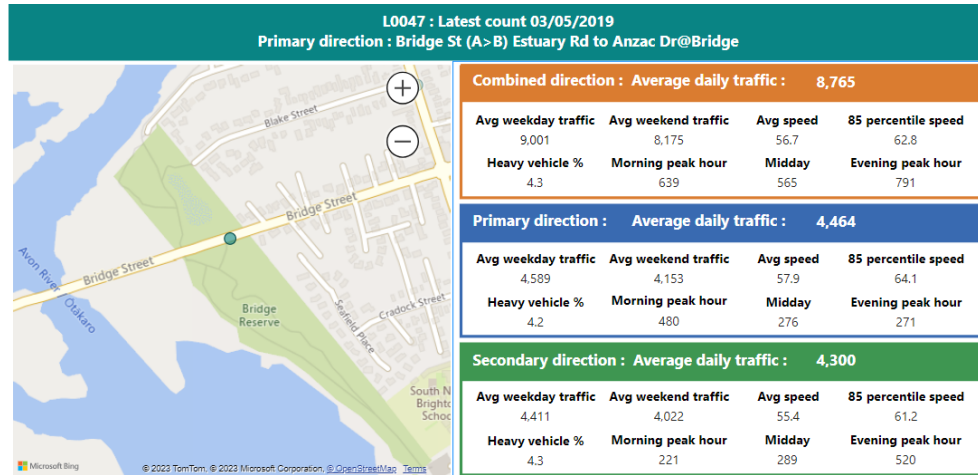 L0047 : Latest count 03/05/2019
Primary direction : Bridge St (A>B) Estuary Rd to Anzac Dr@Bridge
Blake Street
Bridge Street
Bridge Street
Avon River / Ōtākaro
Bridge
Reserve
Seafield Place
Cradock Street
South N
Brighto
Schoo
Microsoft Bing
© 2023 TomTom, © 2023 Microsoft Corporation, © OpenStreetMap Terms
Combined direction : Average daily traffic : 8,765
Avg weekday traffic Avg weekend traffic Avg speed 85 percentile speed
9,001 8,175 56.7 62.8
Heavy vehicle % Morning peak hour Midday Evening peak hour
4.3 639 565 791
Primary direction : Average daily traffic : 4,464
Avg weekday traffic Avg weekend traffic Avg speed 85 percentile speed
4,589 4,153 57.9 64.1
Heavy vehicle % Morning peak hour Midday Evening peak hour
4.2 480 276 271
Secondary direction : Average daily traffic : 4,300
Avg weekday traffic Avg weekend traffic Avg speed 85 percentile speed
4,411 4,022 55.4 61.2
Heavy vehicle % Morning peak hour Midday Evening peak hour
4.3 221 289 520